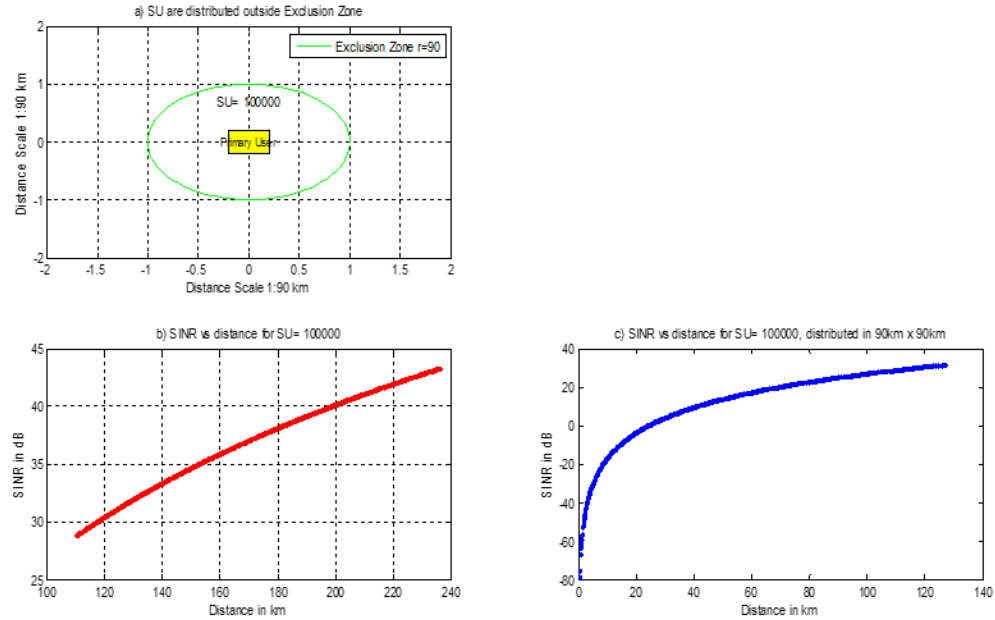 a) SU are distributed outside Exclusion Zone
2
1
0
-1
-2
Distance Scale 1:90 km
Exclusion Zone r=90
SU= 100000
Primary User
-2 -1.5 -1 -0.5 0 0.5 1 1.5 2
Distance Scale 1:90 km
b) SINR vs distance for SU= 100000
45
40
35
30
25
SINR in dB
100 120 140 160 180 200 220 240
Distance in km
c) SINR vs distance for SU= 100000, distributed in 90km x 90km
40
20
0
-20
-40
-60
-80
SINR in dB
0 20 40 60 80 100 120 140
Distance in km